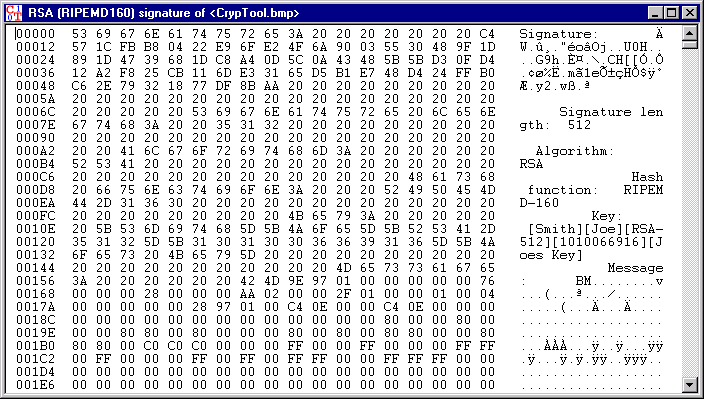 RSA (RIPEMD160) signature of <CrypTool.bmp>
00000 53 69 67 6E 61 74 75 72 65 3A 20 20 20 20 20 20 20 C4 Signature:       Ä
00012 57 1C FB B8 04 22 E9 6F E2 4F 6A 90 03 55 30 48 9F 1D W.û¸."éoâOj..U0H..
00024 89 1D 47 39 68 1D C8 A4 0D 5C 0A 43 48 5B 5B D3 0F D4 ..G9h.È¤.\.CH[[Ó.Ô
00036 12 A2 F8 25 CB 11 6D E3 31 65 D5 B1 E7 48 D4 24 FF B0 .¢ø%Ë.mã1eÕ±çHÔ$ÿ°
00048 C6 2E 79 32 18 77 DF 8B AA 20 20 20 20 20 20 20 20 20 Æ.y2.wß.ª
0005A 20 20 20 20 20 20 20 20 20 20 20 20 20 20 20 20 20 20
0006C 20 20 20 20 20 53 69 67 6E 61 74 75 72 65 20 6C 65 6E      Signature len
0007E 67 74 68 3A 20 20 35 31 32 20 20 20 20 20 20 20 20 20 gth:  512
00090 20 20 20 20 20 20 20 20 20 20 20 20 20 20 20 20 20 20
000A2 20 20 41 6C 67 6F 72 69 74 68 6D 3A 20 20 20 20 20 20   Algorithm:
000B4 52 53 41 20 20 20 20 20 20 20 20 20 20 20 20 20 20 20 RSA
000C6 20 20 20 20 20 20 20 20 20 20 20 20 20 20 48 61 73 68               Hash
000D8 20 66 75 6E 63 74 69 6F 6E 3A 20 20 20 52 49 50 45 4D  function:   RIPEM
000EA 44 2D 31 36 30 20 20 20 20 20 20 20 20 20 20 20 20 20 D-160
000FC 20 20 20 20 20 20 20 20 20 20 4B 65 79 3A 20 20 20 20           Key:
0010E 20 5B 53 6D 69 74 68 5D 5B 4A 6F 65 5D 5B 52 53 41 2D  [Smith][Joe][RSA-
00120 35 31 32 5D 5B 31 30 31 30 30 36 36 39 31 36 5D 5B 4A 512][1010066916][J
00132 6F 65 73 20 4B 65 79 5D 20 20 20 20 20 20 20 20 20 20 oes Key]
00144 20 20 20 20 20 20 20 20 20 20 20 4D 65 73 73 61 67 65            Message
00156 3A 20 20 20 20 20 20 42 4D 9E 97 01 00 00 00 00 00 76 :      BM........v
00168 00 00 00 28 00 00 00 AA 02 00 00 2F 01 00 00 01 00 04 ...(...ª.../......
0017A 00 00 00 00 00 28 97 01 00 C4 0E 00 00 C4 0E 00 00 00 .....(...Ä...Ä....
0018C 00 00 00 00 00 00 00 00 00 00 00 00 00 00 00 00 00 00 ..................
0019E 00 00 80 00 00 80 00 00 00 80 80 00 80 00 00 00 80 00 ..................
001B0 80 80 00 C0 C0 C0 00 00 00 FF 00 00 FF 00 00 00 FF FF ...ÀÀÀ...ÿ..ÿ...ÿÿ
001C2 00 FF 00 00 00 FF 00 FF 00 FF FF 00 00 FF FF FF 00 00 .ÿ...ÿ.ÿ.ÿÿ..ÿÿÿ..
001D4 00 00 00 00 00 00 00 00 00 00 00 00 00 00 00 00 00 00 ..................
001E6 00 00 00 00 00 00 00 00 00 00 00 00 00 00 00 00 00 00 ..................